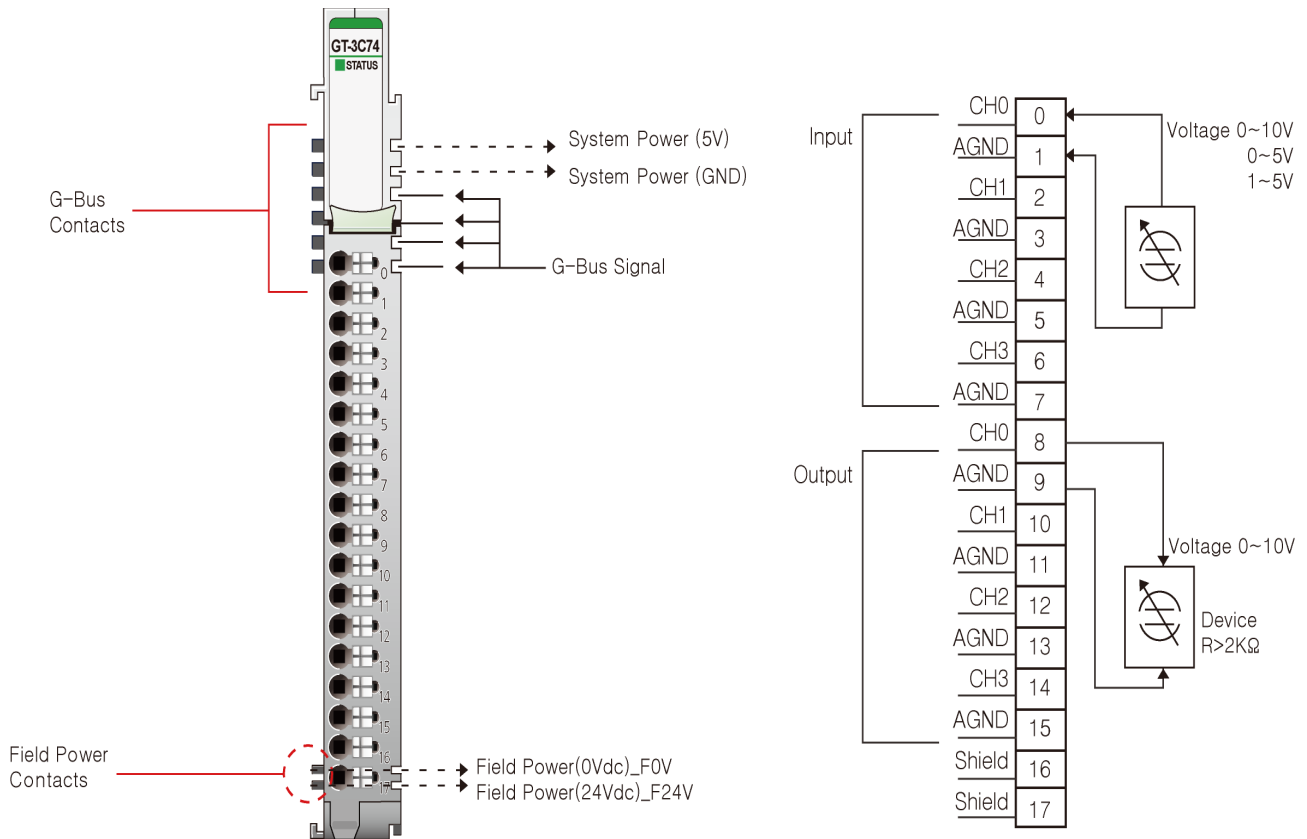 GT-3C74
STATUS
System Power (5V)
System Power (GND)
G-Bus
Contacts
G-Bus Signal
0
1
2
3
4
5
6
7
8
9
10
11
12
13
14
15
16
17
Field Power
Contacts
Field Power(0Vdc)_F0V
Field Power(24Vdc)_F24V
Input
CH0 0
AGND 1
CH1 2
AGND 3
CH2 4
AGND 5
CH3 6
AGND 7
Voltage 0~10V
0~5V
1~5V
Output
CH0 8
AGND 9
CH1 10
AGND 11
CH2 12
AGND 13
CH3 14
AGND 15
Shield 16
Shield 17
Voltage 0~10V
Device
R>2KΩ